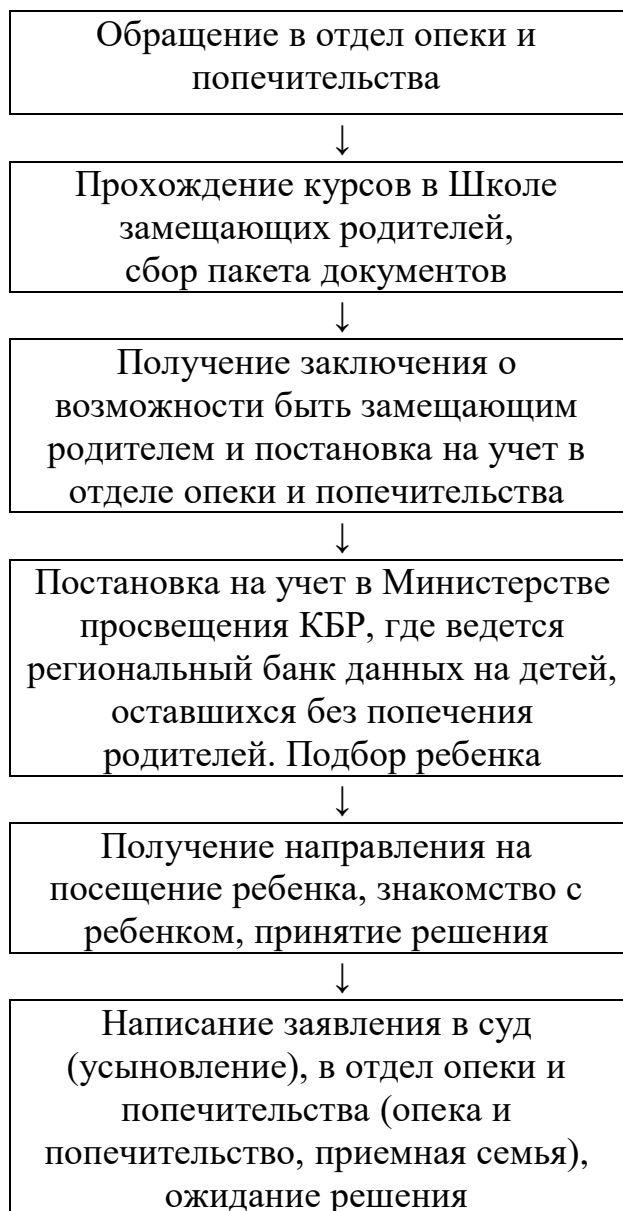 Обращение в отдел опеки и
попечительства
↓
Прохождение курсов в Школе
замещающих родителей,
сбор пакета документов
↓
Получение заключения о
возможности быть замещающим
родителем и постановка на учет в
отделе опеки и попечительства
↓
Постановка на учет в Министерстве
просвещения КБР, где ведется
региональный банк данных на детей,
оставшихся без попечения
родителей. Подбор ребенка
↓
Получение направления на
посещение ребенка, знакомство с
ребенком, принятие решения
↓
Написание заявления в суд
(усыновление), в отдел опеки и
попечительства (опека и
попечительство, приемная семья),
ожидание решения